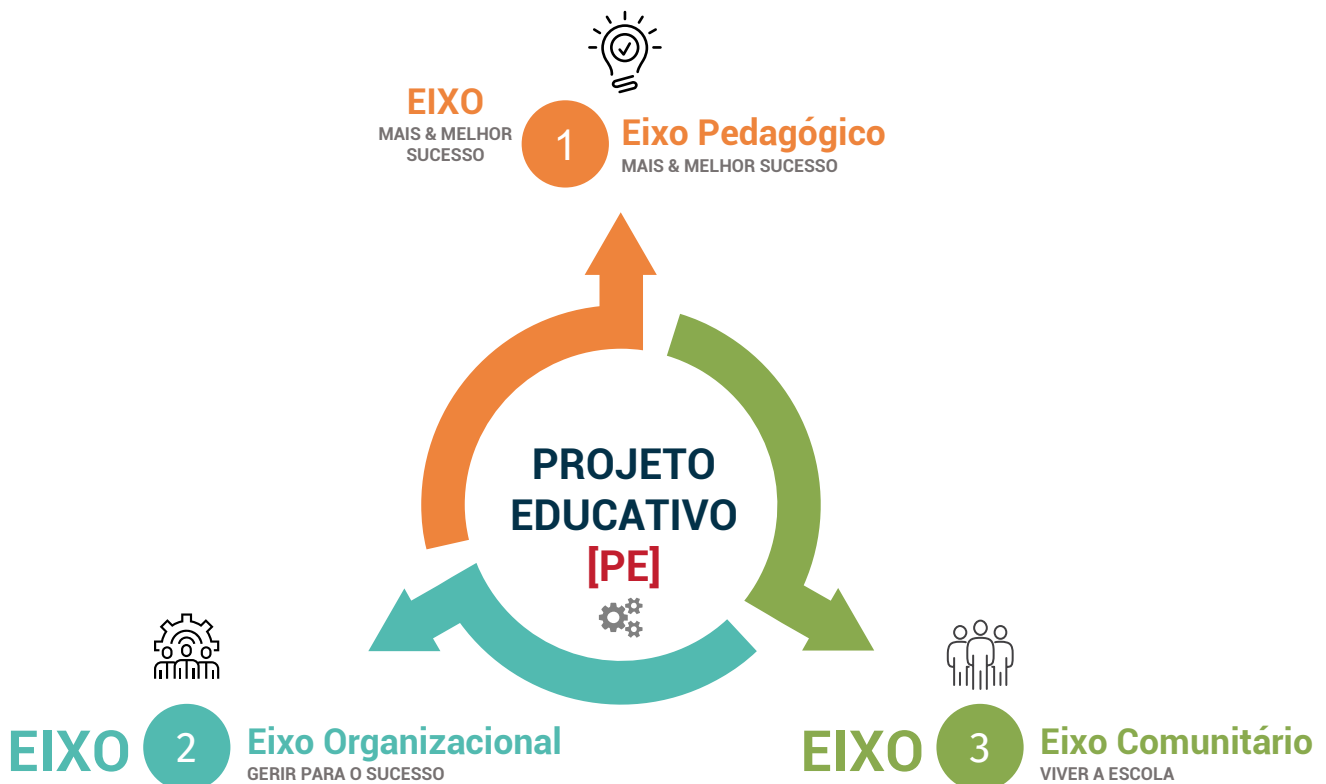 EIXO
MAIS & MELHOR
SUCESSO
1
Eixo Pedagógico
MAIS & MELHOR SUCESSO
PROJETO
EDUCATIVO
[PE]
EIXO
2
Eixo Organizacional
GERIR PARA O SUCESSO
EIXO
3
Eixo Comunitário
VIVER A ESCOLA